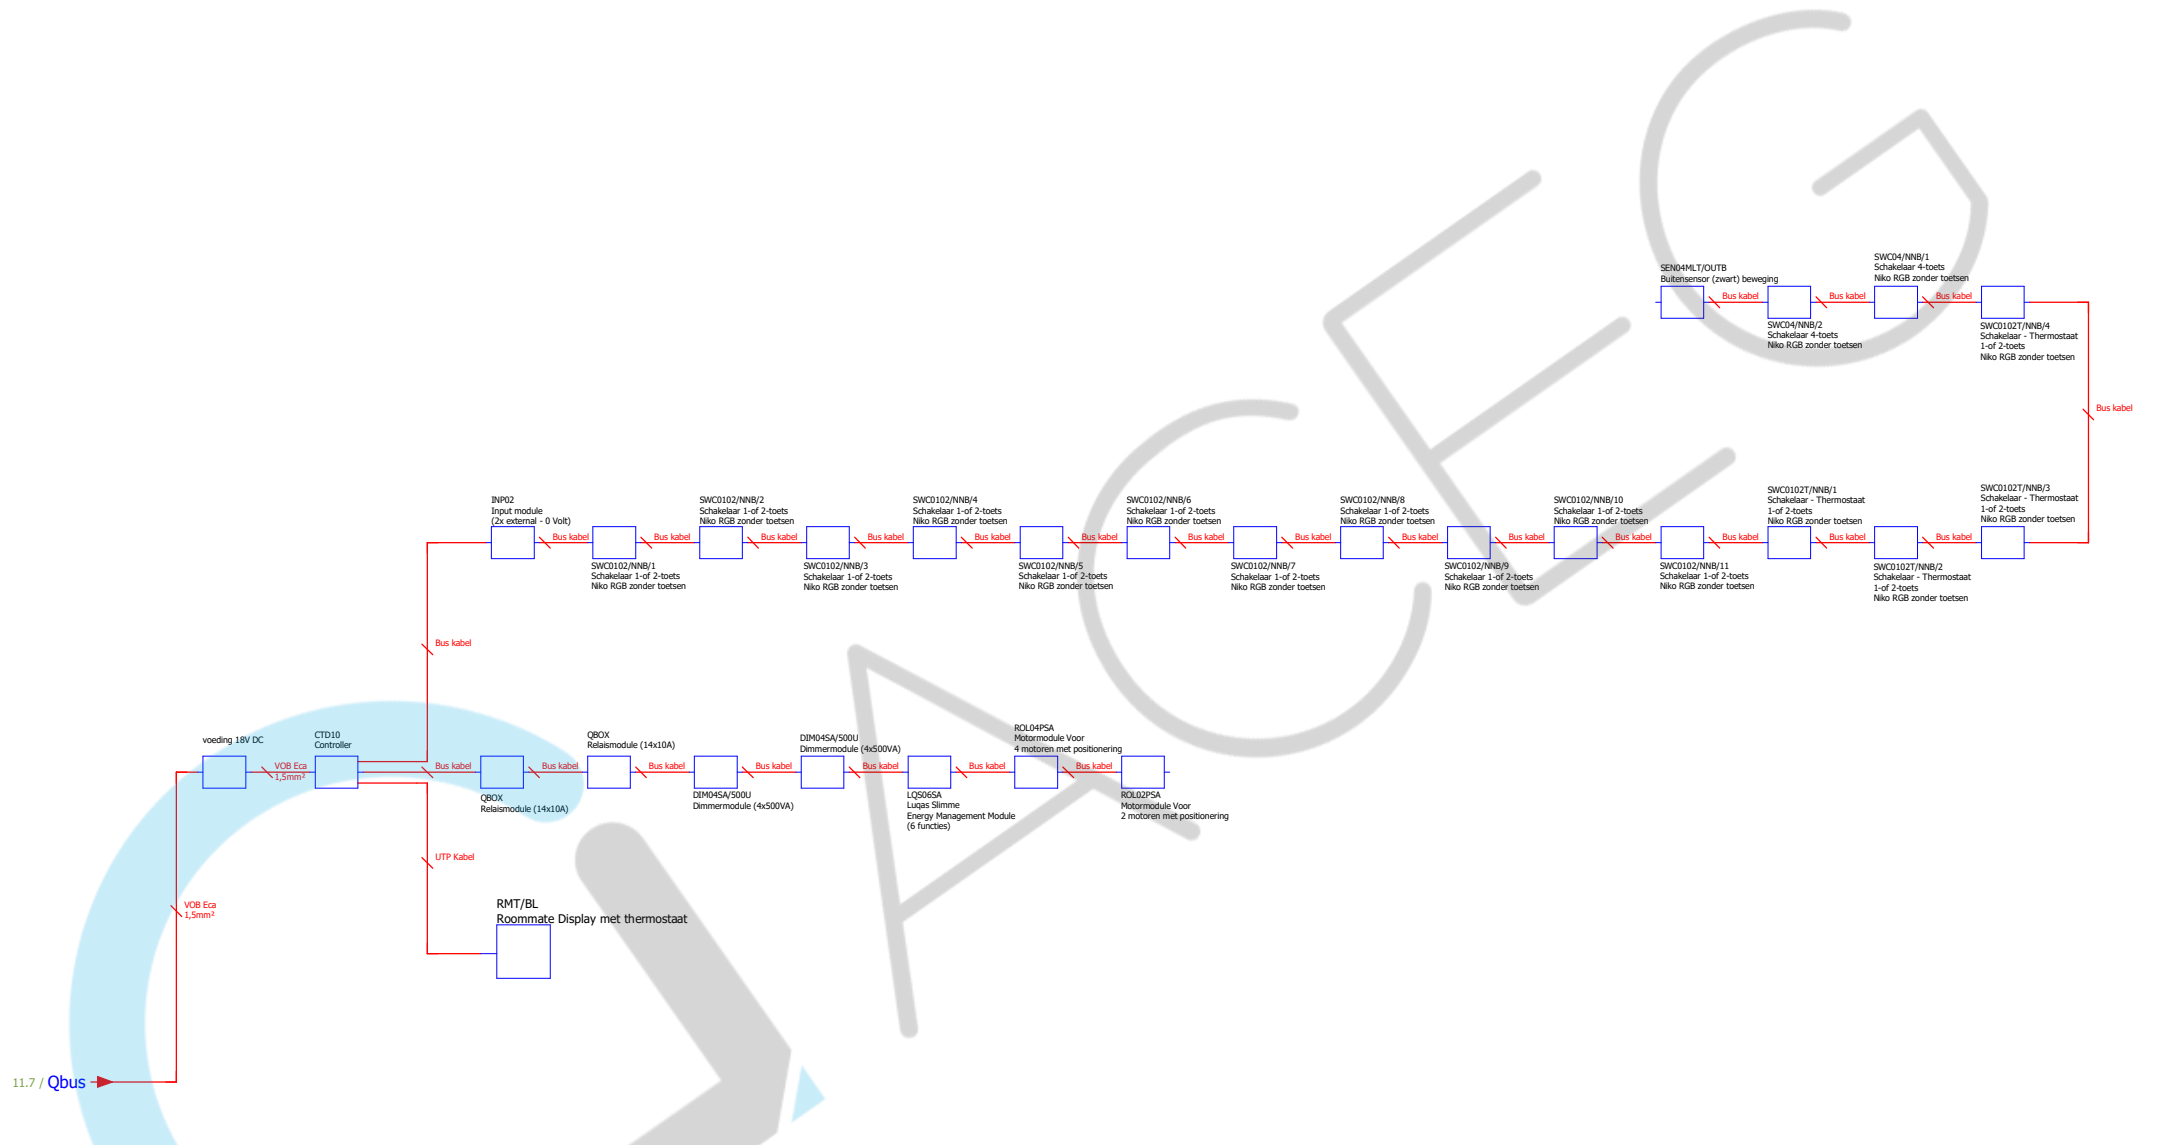 SEN04MLT/OUTB
Buitensensor (zwart) beweging
Bus kabel
SWC04/NNB/2
Schakelaar 4-toets
Niko RGB zonder toetsen
Bus kabel
SWC04/NNB/1
Schakelaar 4-toets
Niko RGB zonder toetsen
Bus kabel
SWC0102T/NNB/4
Schakelaar - Thermostaat
1-of 2-toets
Niko RGB zonder toetsen
Bus kabel
INP02
Input module
(2x external - 0 Volt)
Bus kabel
SWC0102/NNB/1
Schakelaar 1-of 2-toets
Niko RGB zonder toetsen
Bus kabel
SWC0102/NNB/2
Schakelaar 1-of 2-toets
Niko RGB zonder toetsen
Bus kabel
SWC0102/NNB/3
Schakelaar 1-of 2-toets
Niko RGB zonder toetsen
Bus kabel
SWC0102/NNB/4
Schakelaar 1-of 2-toets
Niko RGB zonder toetsen
Bus kabel
SWC0102/NNB/5
Schakelaar 1-of 2-toets
Niko RGB zonder toetsen
Bus kabel
SWC0102/NNB/6
Schakelaar 1-of 2-toets
Niko RGB zonder toetsen
Bus kabel
SWC0102/NNB/7
Schakelaar 1-of 2-toets
Niko RGB zonder toetsen
Bus kabel
SWC0102/NNB/8
Schakelaar 1-of 2-toets
Niko RGB zonder toetsen
Bus kabel
SWC0102/NNB/9
Schakelaar 1-of 2-toets
Niko RGB zonder toetsen
Bus kabel
SWC0102/NNB/10
Schakelaar 1-of 2-toets
Niko RGB zonder toetsen
Bus kabel
SWC0102/NNB/11
Schakelaar 1-of 2-toets
Niko RGB zonder toetsen
Bus kabel
SWC0102T/NNB/1
Schakelaar - Thermostaat
1-of 2-toets
Niko RGB zonder toetsen
Bus kabel
SWC0102T/NNB/2
Schakelaar - Thermostaat
1-of 2-toets
Niko RGB zonder toetsen
Bus kabel
SWC0102T/NNB/3
Schakelaar - Thermostaat
1-of 2-toets
Niko RGB zonder toetsen
Bus kabel
voeding 18V DC
VOB Eca
1,5mm²
CTD10
Controller
Bus kabel
QBOX
Relaismodule (14x10A)
Bus kabel
QBOX
Relaismodule (14x10A)
Bus kabel
DIM04SA/500U
Dimmermodule (4x500VA)
Bus kabel
DIM04SA/500U
Dimmermodule (4x500VA)
Bus kabel
LQS06SA
Luqas Slimme
Energy Management Module
(6 functies)
Bus kabel
ROL04PSA
Motormodule Voor
4 motoren met positionering
Bus kabel
ROL02PSA
Motormodule Voor
2 motoren met positionering
UTP Kabel
VOB Eca
1,5mm²
RMT/BL
Roommate Display met thermostaat
11.7 / Qbus
ACEG